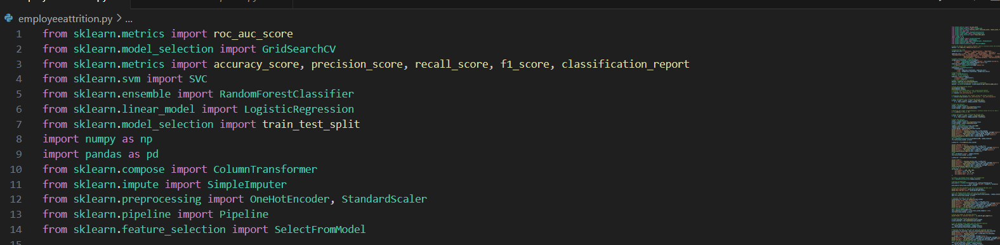 employeeattrition.py > ...
1 from sklearn.metrics import roc_auc_score
2 from sklearn.model_selection import GridSearchCV
3 from sklearn.metrics import accuracy_score, precision_score, recall_score, f1_score, classification_report
4 from sklearn.svm import SVC
5 from sklearn.ensemble import RandomForestClassifier
6 from sklearn.linear_model import LogisticRegression
7 from sklearn.model_selection import train_test_split
8 import numpy as np
9 import pandas as pd
10 from sklearn.compose import ColumnTransformer
11 from sklearn.impute import SimpleImputer
12 from sklearn.preprocessing import OneHotEncoder, StandardScaler
13 from sklearn.pipeline import Pipeline
14 from sklearn.feature_selection import SelectFromModel
15